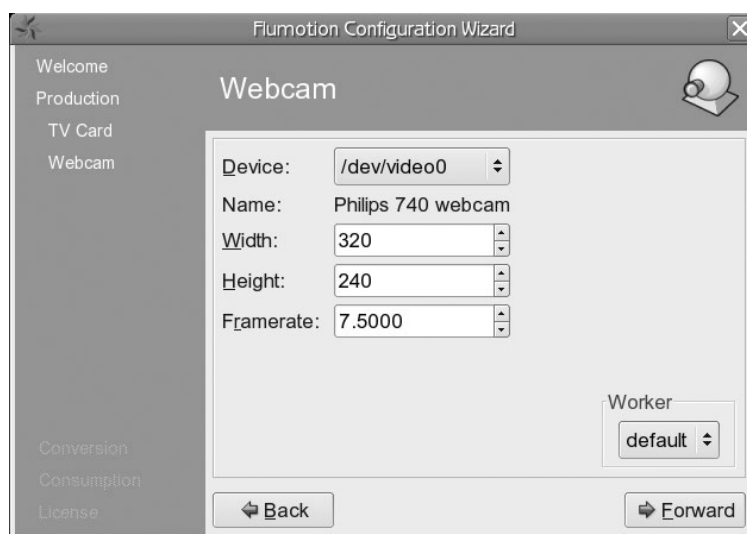 Flumotion Configuration Wizard
Welcome
Production
TV Card
Webcam
Conversion
Consumption
License
Webcam
Device: /dev/video0
Name: Philips 740 webcam
Width: 320
Height: 240
Framerate: 7.5000
Worker
default
Back
Forward